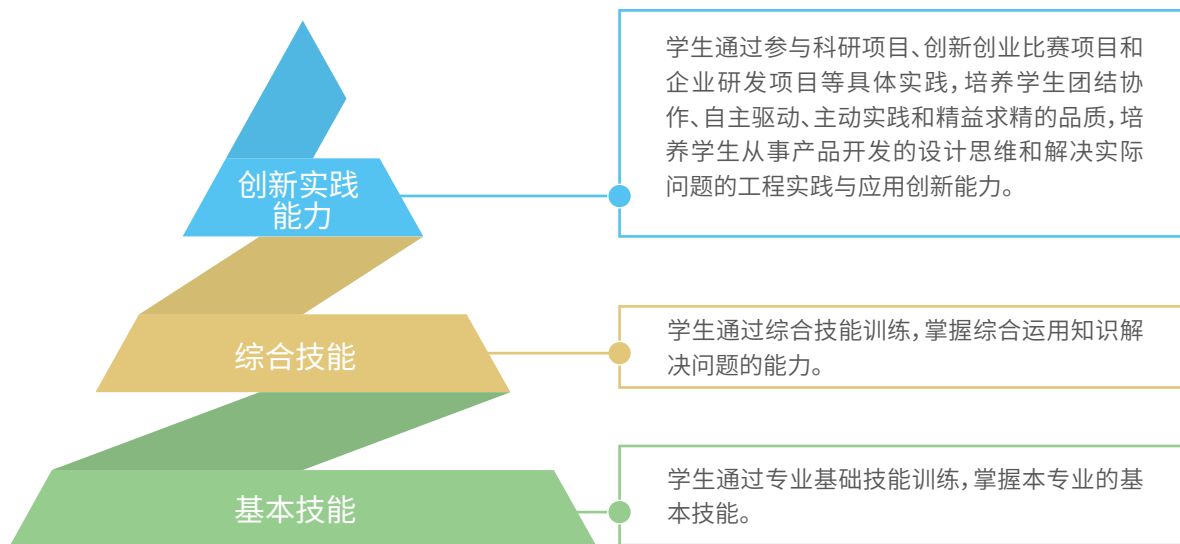 创新实践
能力
学生通过参与科研项目、创新创业比赛项目和
企业研发项目等具体实践，培养学生团结协
作、自主驱动、主动实践和精益求精的品质，培
养学生从事产品开发的设计思维和解决实际
问题的工程实践与应用创新能力。
综合技能
学生通过综合技能训练，掌握综合运用知识解
决问题的能力。
基本技能
学生通过专业基础技能训练，掌握本专业的基
本技能。